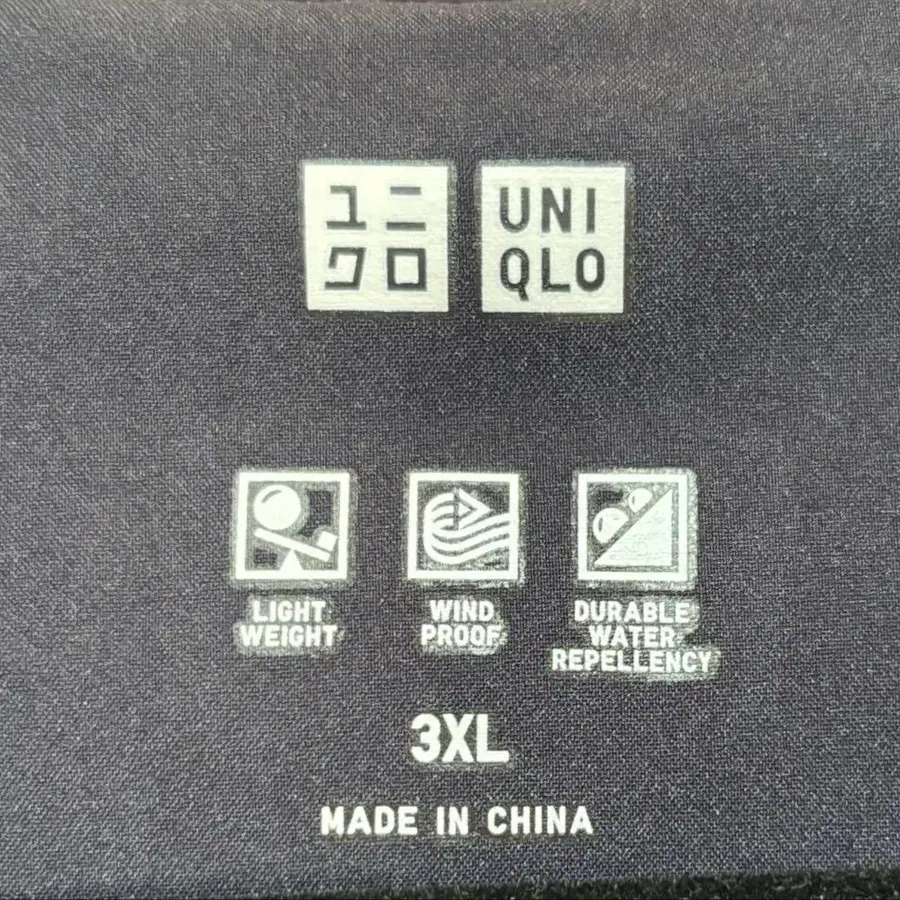 ユニ
クロ
UNI
QLO
LIGHT
WEIGHT
WIND
PROOF
DURABLE
WATER
REPELLENCY
3XL
MADE IN CHINA